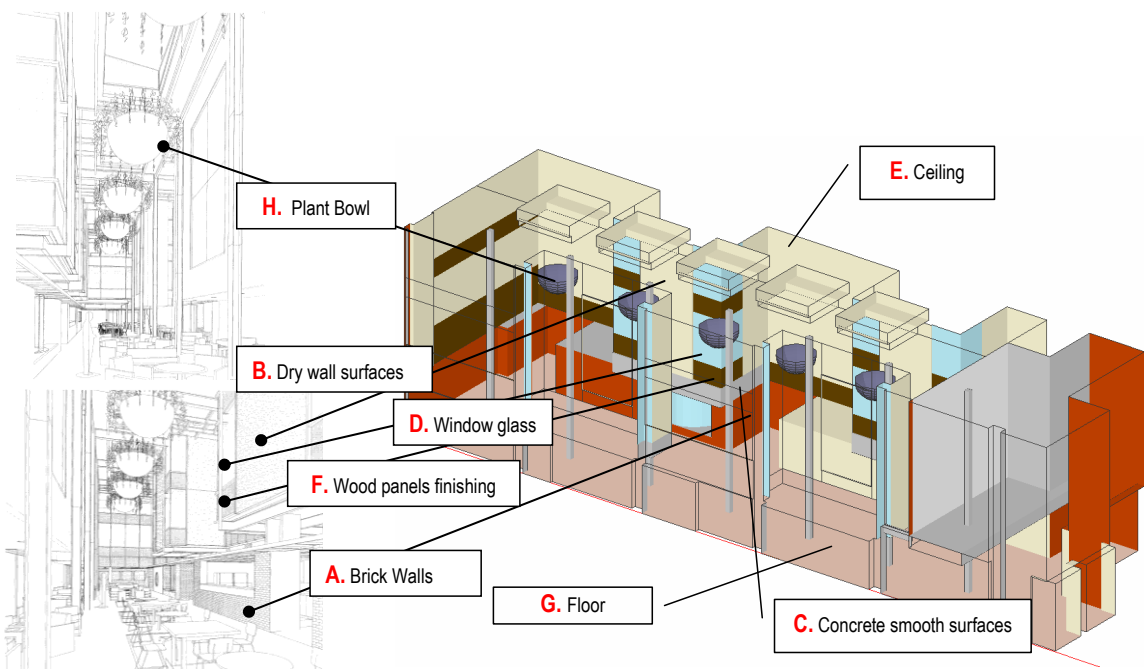 E. Ceiling
H. Plant Bowl
B. Dry wall surfaces
D. Window glass
F. Wood panels finishing
A. Brick Walls
G. Floor
C. Concrete smooth surfaces